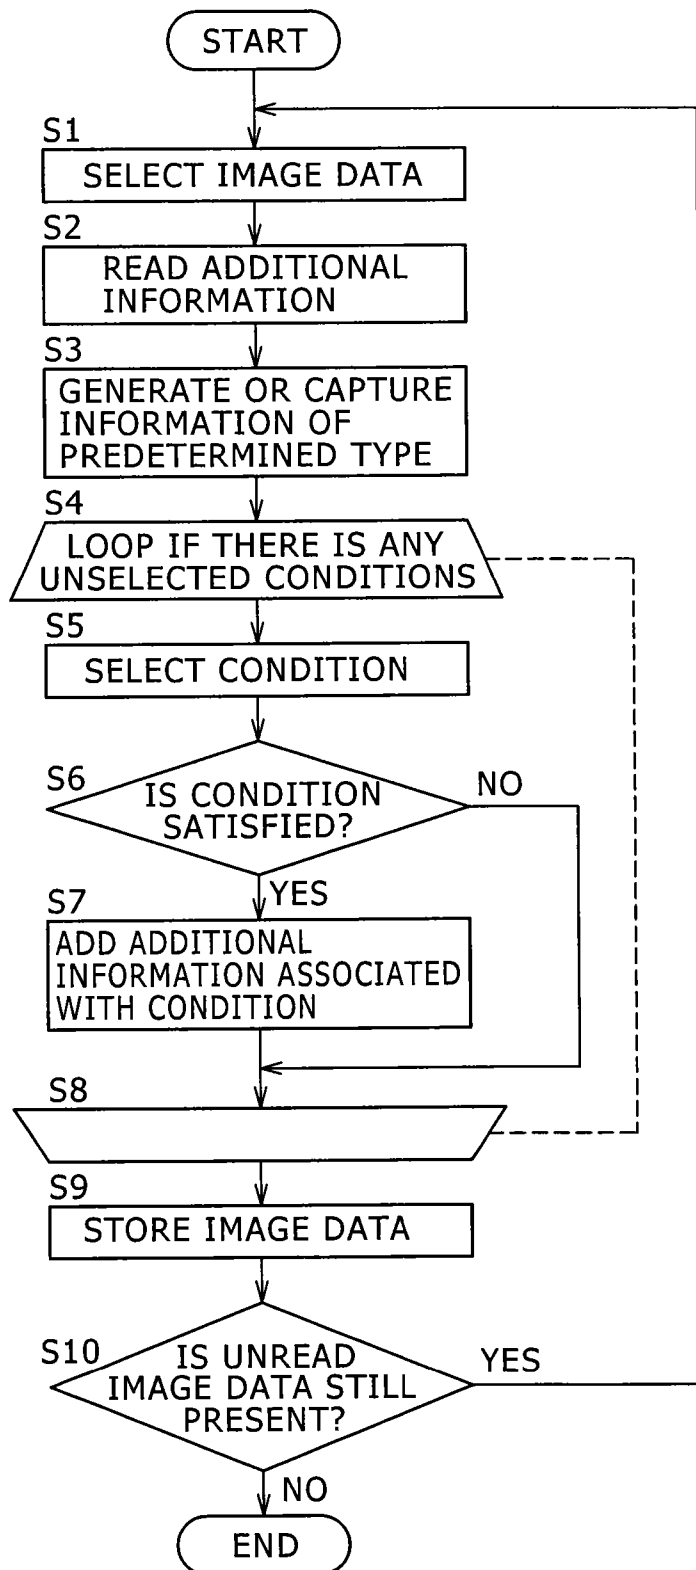 START
S1
SELECT IMAGE DATA
S2
READ ADDITIONAL
INFORMATION
S3
GENERATE OR CAPTURE
INFORMATION OF
PREDETERMINED TYPE
S4
LOOP IF THERE IS ANY
UNSELECTED CONDITIONS
S5
SELECT CONDITION
S6
IS CONDITION
SATISFIED?
NO
YES
S7
ADD ADDITIONAL
INFORMATION ASSOCIATED
WITH CONDITION
S8
S9
STORE IMAGE DATA
S10
IS UNREAD
IMAGE DATA STILL
PRESENT?
YES
NO
END